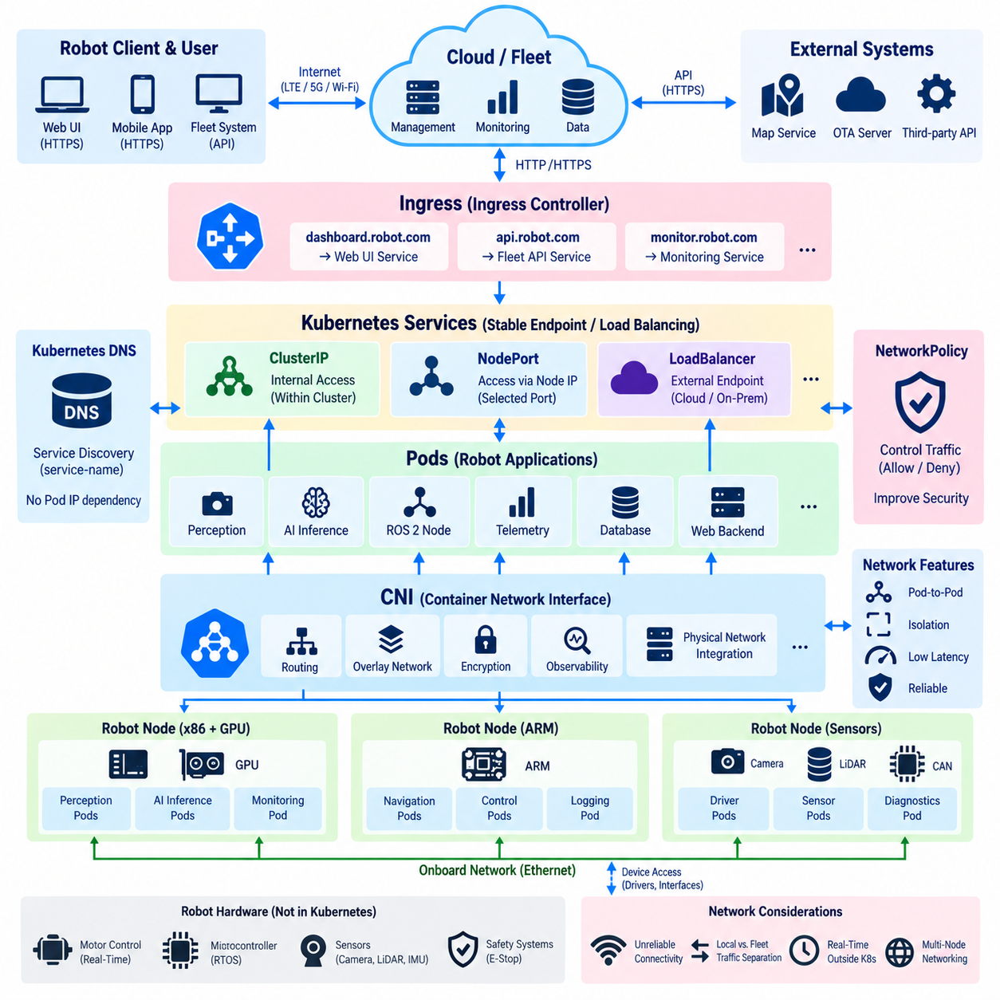 Robot Client & User
Web UI
(HTTPS)
Mobile App
(HTTPS)
Fleet System
(API)
Internet
(LTE / 5G / Wi-Fi)
Cloud / Fleet
Management
Monitoring
Data
API
(HTTPS)
External Systems
Map Service
OTA Server
Third-party API
HTTP/HTTPS
Ingress (Ingress Controller)
dashboard.robot.com
→ Web UI Service
api.robot.com
→ Fleet API Service
monitor.robot.com
→ Monitoring Service
...
Kubernetes Services (Stable Endpoint / Load Balancing)
ClusterIP
Internal Access
(Within Cluster)
NodePort
Access via Node IP
(Selected Port)
LoadBalancer
External Endpoint
(Cloud / On-Prem)
...
Kubernetes DNS
DNS
Service Discovery
(service-name)
No Pod IP dependency
NetworkPolicy
Control Traffic
(Allow / Deny)
Improve Security
Pods (Robot Applications)
Perception
AI Inference
ROS 2 Node
Telemetry
Database
Web Backend
...
CNI (Container Network Interface)
Routing
Overlay Network
Encryption
Observability
Physical Network
Integration
...
Network Features
Pod-to-Pod
Isolation
Low Latency
Reliable
Robot Node (x86 + GPU)
GPU
Perception
Pods
AI Inference
Pods
Monitoring
Pod
Robot Node (ARM)
ARM
Navigation
Pods
Control
Pods
Logging
Pod
Robot Node (Sensors)
Camera
LiDAR
CAN
Driver
Pods
Sensor
Pods
Diagnostics
Pod
Onboard Network (Ethernet)
Device Access
(Drivers, Interfaces)
Robot Hardware (Not in Kubernetes)
Motor Control
(Real-Time)
Microcontroller
(RTOS)
Sensors
(Camera, LiDAR, IMU)
Safety Systems
(E-Stop)
Network Considerations
Unreliable
Connectivity
Local vs. Fleet
Traffic Separation
Real-Time
Outside K8s
Multi-Node
Networking